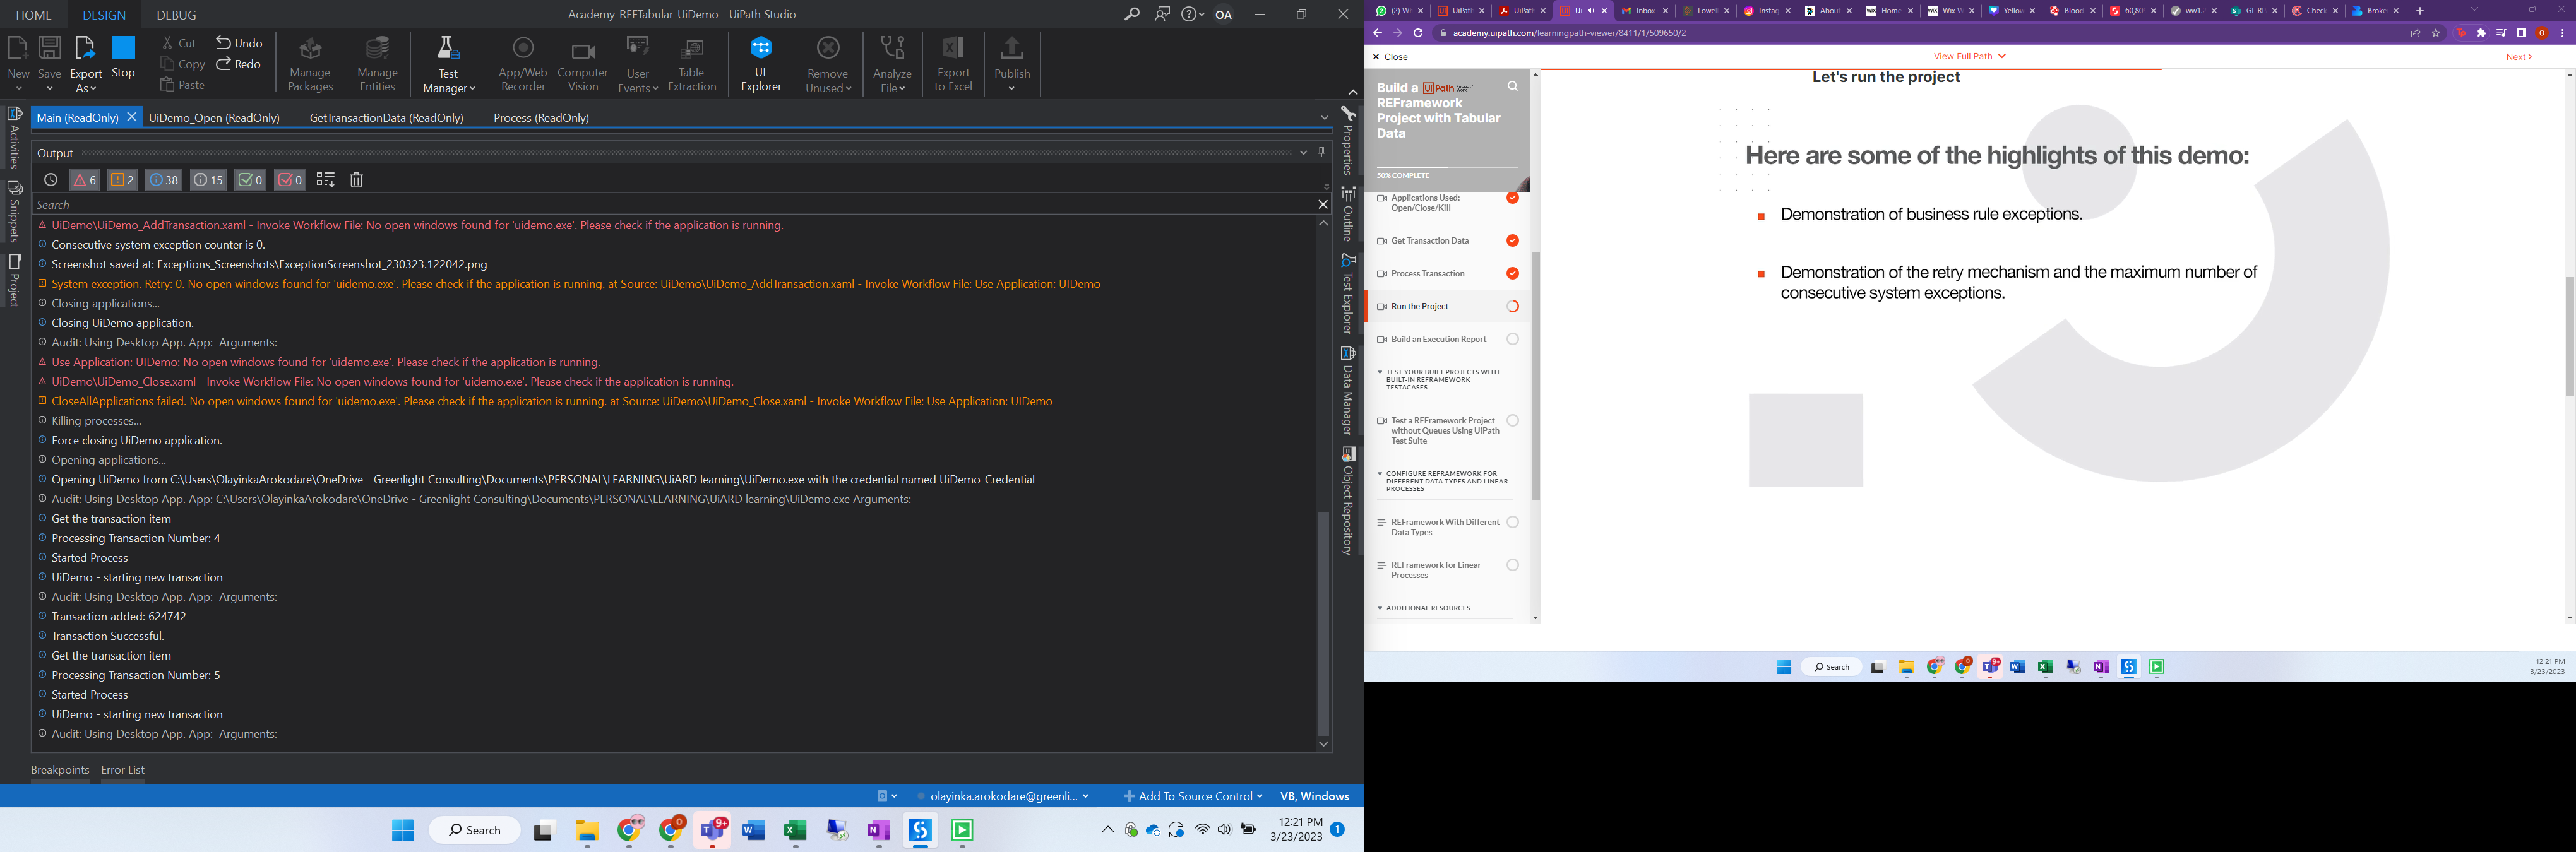 HOME DESIGN DEBUG
Academy-REFTabular-UiDemo - UiPath Studio
OA
New
Save
Export As
Stop
Cut
Copy
Paste
Undo
Redo
Manage Packages
Manage Entities
Test Manager
App/Web Recorder
Computer Vision
User Events
Table Extraction
UI Explorer
Remove Unused
Analyze File
Export to Excel
Publish
Main (ReadOnly) UiDemo_Open (ReadOnly) GetTransactionData (ReadOnly) Process (ReadOnly)
Activities
Snippets
Project
Output
6 2 38 15 0 0
Search
UiDemo\UiDemo_AddTransaction.xaml - Invoke Workflow File: No open windows found for 'uidemo.exe'. Please check if the application is running.
Consecutive system exception counter is 0.
Screenshot saved at: Exceptions_Screenshots\ExceptionScreenshot_230323.122042.png
System exception. Retry: 0. No open windows found for 'uidemo.exe'. Please check if the application is running. at Source: UiDemo\UiDemo_AddTransaction.xaml - Invoke Workflow File: Use Application: UIDemo
Closing applications...
Closing UiDemo application.
Audit: Using Desktop App. App: Arguments:
Use Application: UIDemo: No open windows found for 'uidemo.exe'. Please check if the application is running.
UiDemo\UiDemo_Close.xaml - Invoke Workflow File: No open windows found for 'uidemo.exe'. Please check if the application is running.
CloseAllApplications failed. No open windows found for 'uidemo.exe'. Please check if the application is running. at Source: UiDemo\UiDemo_Close.xaml - Invoke Workflow File: Use Application: UIDemo
Killing processes...
Force closing UiDemo application.
Opening applications...
Opening UiDemo from C:\Users\OlayinkaArokodare\OneDrive - Greenlight Consulting\Documents\PERSONAL\LEARNING\UiARD learning\UiDemo.exe with the credential named UiDemo_Credential
Audit: Using Desktop App. App: C:\Users\OlayinkaArokodare\OneDrive - Greenlight Consulting\Documents\PERSONAL\LEARNING\UiARD learning\UiDemo.exe Arguments:
Get the transaction item
Processing Transaction Number: 4
Started Process
UiDemo - starting new transaction
Audit: Using Desktop App. App: Arguments:
Transaction added: 624742
Transaction Successful.
Get the transaction item
Processing Transaction Number: 5
Started Process
UiDemo - starting new transaction
Audit: Using Desktop App. App: Arguments:
Breakpoints Error List
olayinka.arokodare@greenli... Add To Source Control VB, Windows
Properties
Outline
Test Explorer
Data Manager
Object Repository
Search
9+
12:21 PM
3/23/2023
1
(2) W UiPat UiPat Ui Inbox Lowel Instag About Home Wix W Yellow Blood 60,80 ww1. GL RF Check Broke
academy.uipath.com/learningpath-viewer/8411/1/509650/2
Close
View Full Path
Next
Build a UiPath
REFramework
Project with Tabular
Data
50% COMPLETE
Applications Used:
Open/Close/Kill
Get Transaction Data
Process Transaction
Run the Project
Build an Execution Report
TEST YOUR BUILT PROJECTS WITH
BUILT-IN REFRAMEWORK
TESTACASES
Test a REFramework Project
without Queues Using UiPath
Test Suite
CONFIGURE REFRAMEWORK FOR
DIFFERENT DATA TYPES AND LINEAR
PROCESSES
REFramework With Different
Data Types
REFramework for Linear
Processes
ADDITIONAL RESOURCES
Let's run the project
Here are some of the highlights of this demo:
Demonstration of business rule exceptions.
Demonstration of the retry mechanism and the maximum number of
consecutive system exceptions.
Search
12:21 PM
3/23/2023